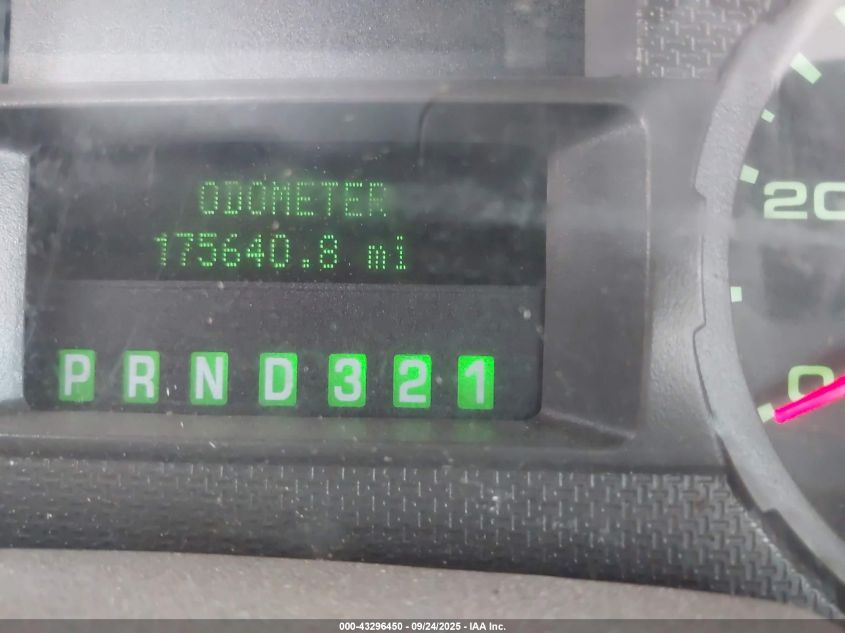 ODOMETER
175640.8 mi
P R N D 3 2 1
20
0
000-43296450 - 09/24/2025 - IAA Inc.